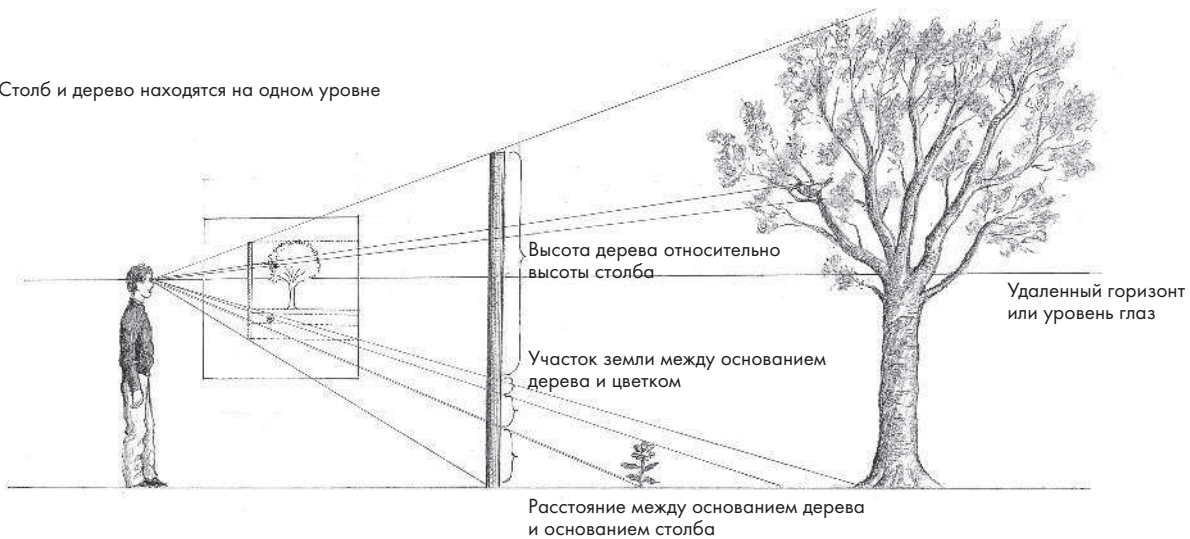 Столб и дерево находятся на одном уровне
Высота дерева относительно
высоты столба
Удаленный горизонт
или уровень глаз
Участок земли между основанием
дерева и цветком
Расстояние между основанием дерева
и основанием столба